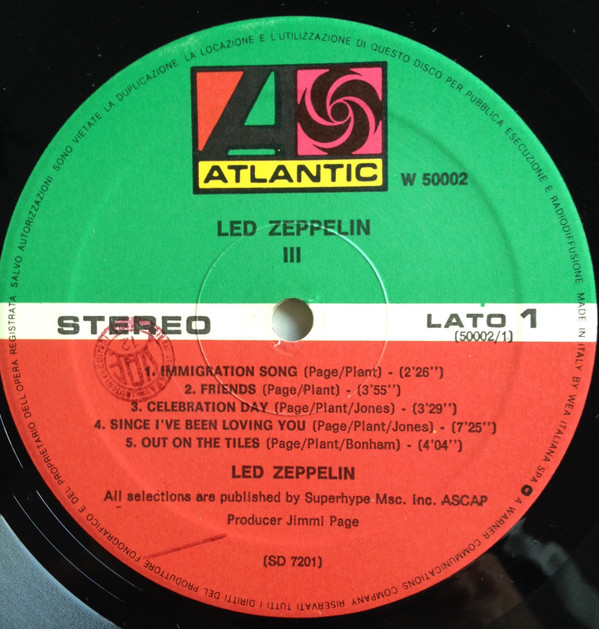 SALVO AUTORIZZAZIONI SONO VIETATE LA DUPLICAZIONE, LA LOCAZIONE E L'UTILIZZAZIONE DI QUESTO DISCO PER PUBBLICA ESECUZIONE E RADIODIFFUSIONE. MADE IN ITALY BY WEA ITALIANA SPA
A
ATLANTIC
W 50002
LED ZEPPELIN
III
STEREO
LATO 1
(50002/1)
1. IMMIGRATION SONG (Page/Plant) - (2'26'')
2. FRIENDS (Page/Plant) - (3'55'')
3. CELEBRATION DAY (Page/Plant/Jones) - (3'29'')
4. SINCE I'VE BEEN LOVING YOU (Page/Plant/Jones) - (7'25'')
5. OUT ON THE TILES (Page/Plant/Bonham) - (4'04'')
LED ZEPPELIN
All selections are published by Superhype Msc. Inc. ASCAP
Producer Jimmi Page
(SD 7201)
A WARNER COMMUNICATIONS COMPANY RISERVATI TUTTI I DIRITTI DEL PRODUTTORE FONOGRAFICO E DEL PROPRIETARIO DELL'OPERA REGISTRATA.